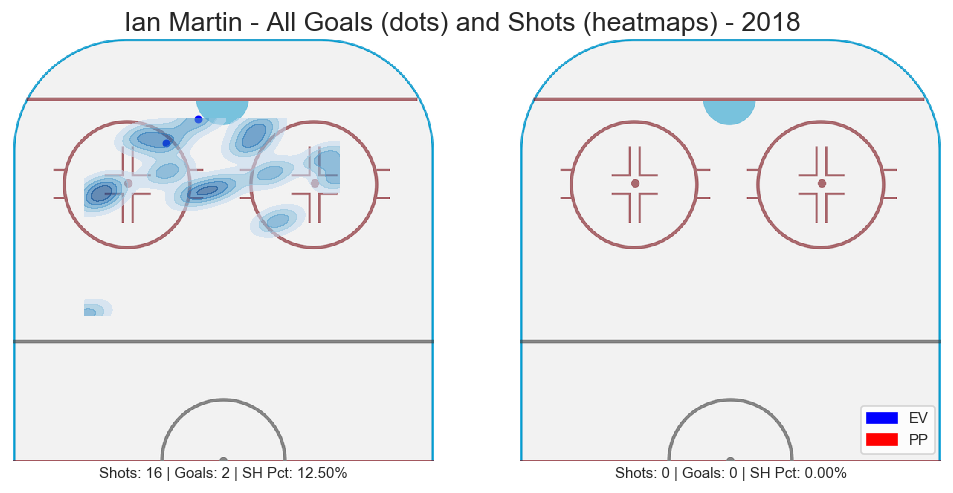 Ian Martin - All Goals (dots) and Shots (heatmaps) - 2018
EV
PP
Shots: 16 | Goals: 2 | SH Pct: 12.50%
Shots: 0 | Goals: 0 | SH Pct: 0.00%